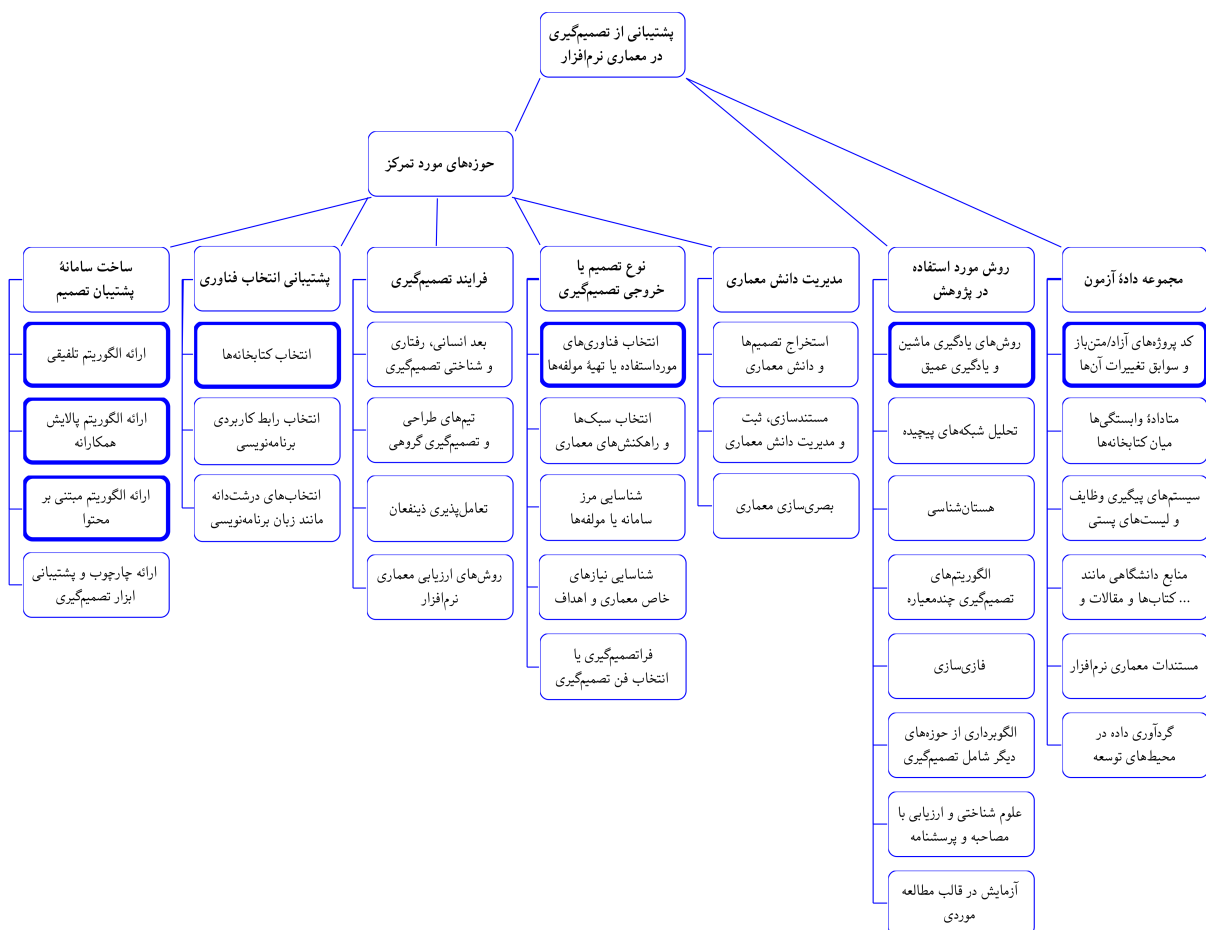 پشتیبانی از تصمیم‌گیری
در معماری نرم‌افزار
حوزه‌های مورد تمرکز
مجموعه دادهٔ آزمون
کد پروژه‌های آزاد/متن‌باز
و سوابق تغییرات آن‌ها
متادادهٔ وابستگی‌ها
میان کتابخانه‌ها
سیستم‌های پیگیری وظایف
و لیست‌های پستی
منابع دانشگاهی مانند
کتاب‌ها و مقالات و ...
مستندات معماری نرم‌افزار
گردآوری داده در
محیط‌های توسعه
روش مورد استفاده
در پژوهش
روش‌های یادگیری ماشین
و یادگیری عمیق
تحلیل شبکه‌های پیچیده
هستان‌شناسی
الگوریتم‌های
تصمیم‌گیری چندمعیاره
فازی‌سازی
الگوبرداری از حوزه‌های
دیگر شامل تصمیم‌گیری
علوم شناختی و ارزیابی با
مصاحبه و پرسشنامه
آزمایش در قالب مطالعه
موردی
مدیریت دانش معماری
استخراج تصمیم‌ها
و دانش معماری
مستندسازی، ثبت
و مدیریت دانش معماری
بصری‌سازی معماری
نوع تصمیم یا
خروجی تصمیم‌گیری
انتخاب فناوری‌های
مورداستفاده یا تهیهٔ مولفه‌ها
انتخاب سبک‌ها
و راهکنش‌های معماری
شناسایی مرز
سامانه یا مولفه‌ها
شناسایی نیازهای
خاص معماری و اهداف
فراتصمیم‌گیری یا
انتخاب فن تصمیم‌گیری
فرایند تصمیم‌گیری
بعد انسانی، رفتاری
و شناختی تصمیم‌گیری
تیم‌های طراحی
و تصمیم‌گیری گروهی
تعامل‌پذیری ذینفعان
روش‌های ارزیابی معماری
نرم‌افزار
پشتیبانی انتخاب فناوری
انتخاب کتابخانه‌ها
انتخاب رابط کاربردی
برنامه‌نویسی
انتخاب‌های درشت‌دانه
مانند زبان برنامه‌نویسی
ساخت سامانهٔ
پشتیبان تصمیم
ارائه الگوریتم تلفیقی
ارائه الگوریتم پالایش
همکارانه
ارائه الگوریتم مبتنی بر
محتوا
ارائه چارچوب و پشتیبانی
ابزار تصمیم‌گیری